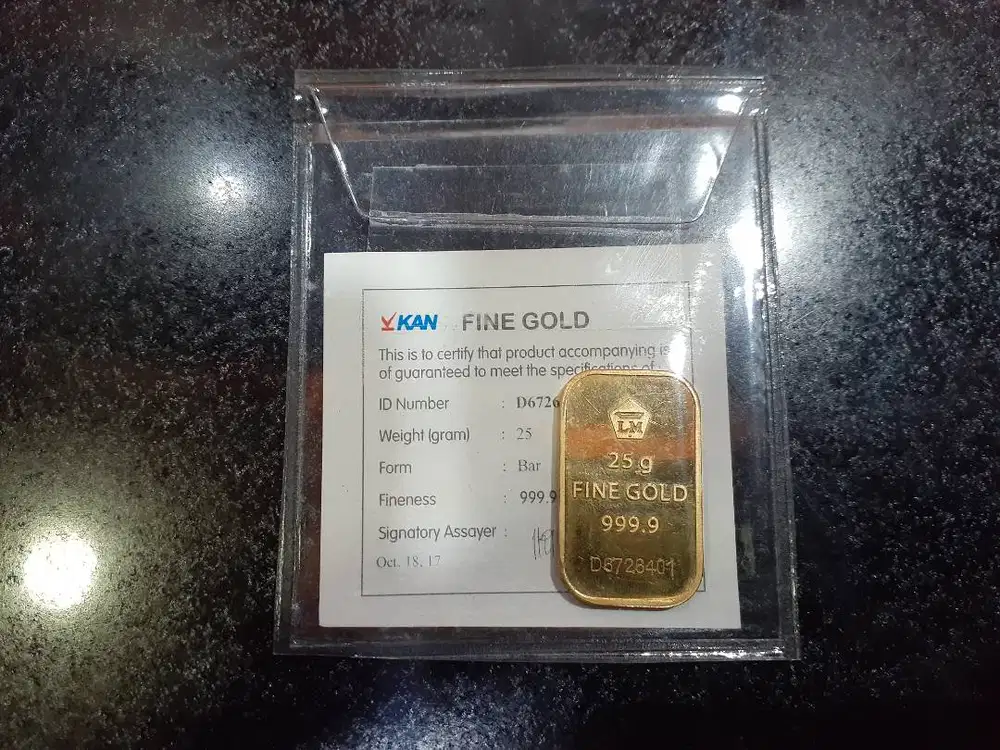 KAN FINE GOLD
This is to certify that product accompanying is
of guaranteed to meet the specifications of
ID Number : D6726
Weight (gram) : 25
Form : Bar
Fineness : 999.9
Signatory Assayer :
Oct. 18, 17
LM
25 g
FINE GOLD
999.9